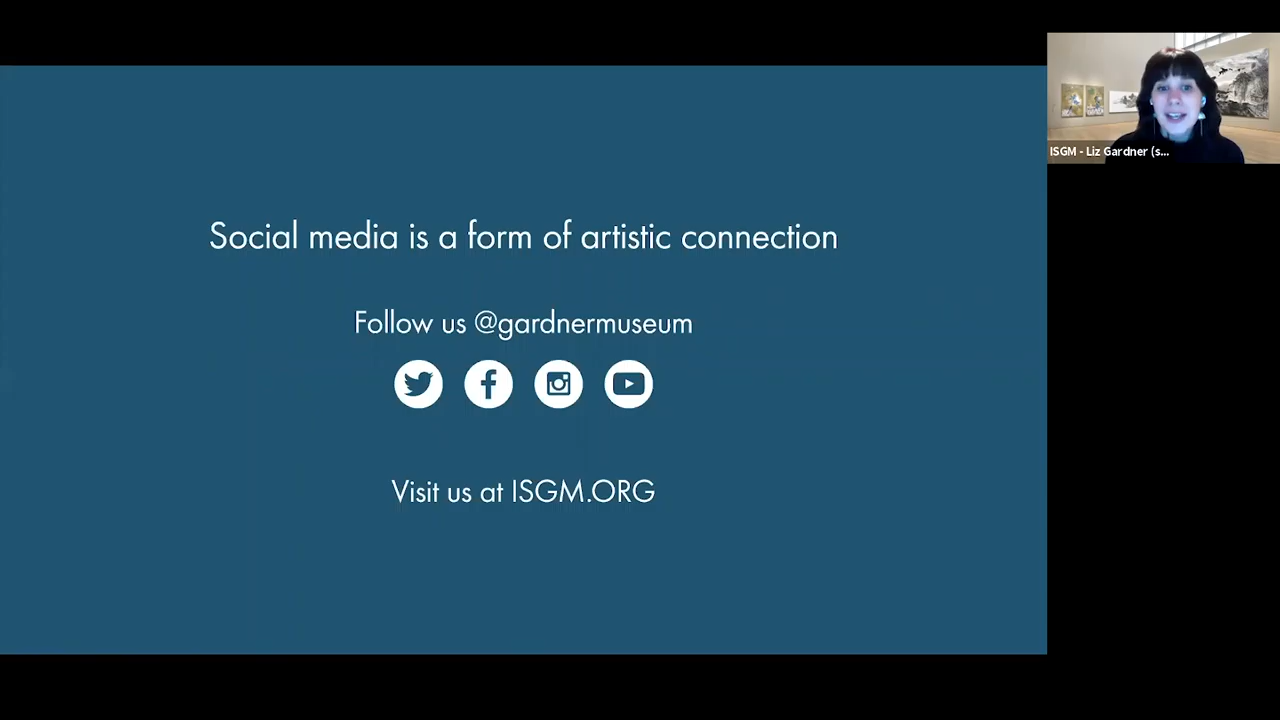 Social media is a form of artistic connection
Follow us @gardnermuseum
Visit us at ISGM.ORG
ISGM - Liz Gardner (s...